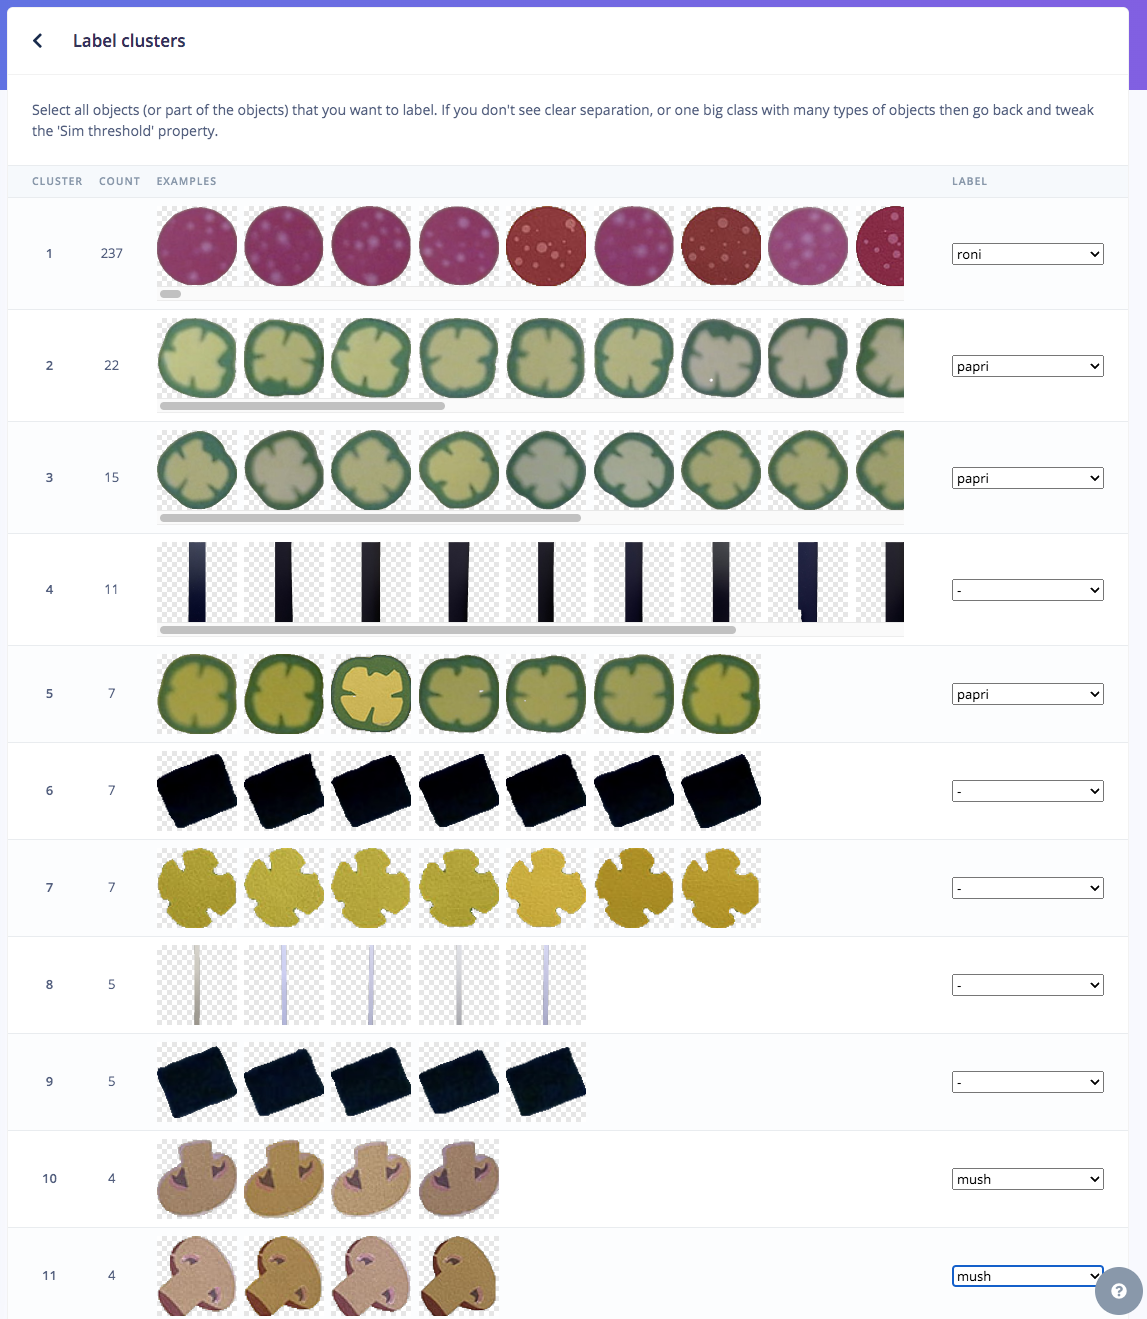 Label clusters
Select all objects (or part of the objects) that you want to label. If you don't see clear separation, or one big class with many types of objects then go back and tweak
the 'Sim threshold' property.
CLUSTER COUNT EXAMPLES LABEL
1 237 roni
2 22 papri
3 15 papri
4 11 -
5 7 papri
6 7 -
7 7 -
8 5 -
9 5 -
10 4 mush
11 4 mush
?